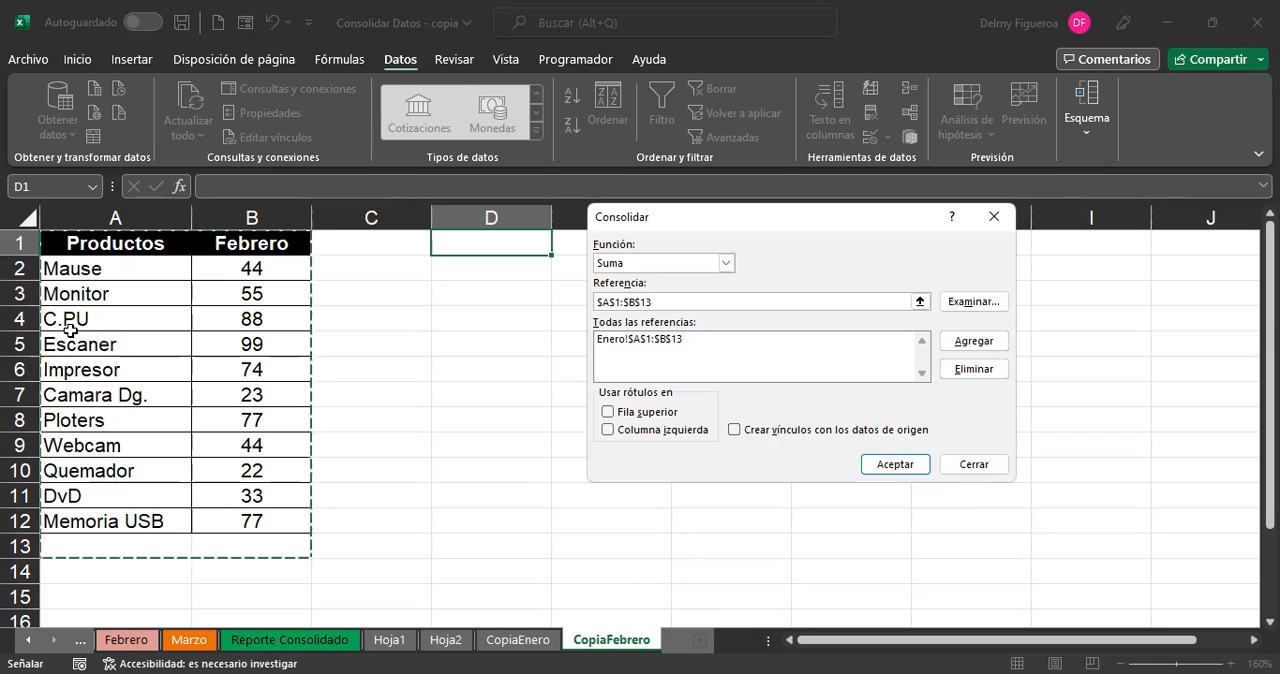 Autoguardado
Consolidar Datos - copia
Buscar (Alt+Q)
Delmy Figueroa
DF
Archivo Inicio Insertar Disposición de página Fórmulas Datos Revisar Vista Programador Ayuda
Comentarios
Compartir
Obtener datos
Actualizar todo
Consultas y conexiones
Propiedades
Editar vínculos
Cotizaciones
Monedas
Ordenar
Filtro
Borrar
Volver a aplicar
Avanzadas
Texto en columnas
Análisis de hipótesis
Previsión
Esquema
Obtener y transformar datos
Consultas y conexiones
Tipos de datos
Ordenar y filtrar
Herramientas de datos
Previsión
D1
fx
A B C D I J
1 Productos Febrero
2 Mause 44
3 Monitor 55
4 C.PU 88
5 Escaner 99
6 Impresor 74
7 Camara Dg. 23
8 Ploters 77
9 Webcam 44
10 Quemador 22
11 DvD 33
12 Memoria USB 77
13
14
15
16
Consolidar
?
Función:
Suma
Referencia:
$A$1:$B$13
Examinar...
Todas las referencias:
Enero!$A$1:$B$13
Agregar
Eliminar
Usar rótulos en
Fila superior
Columna izquierda
Crear vínculos con los datos de origen
Aceptar
Cerrar
... Febrero Marzo Reporte Consolidado Hoja1 Hoja2 CopiaEnero CopiaFebrero
Señalar
Accesibilidad: es necesario investigar
160%